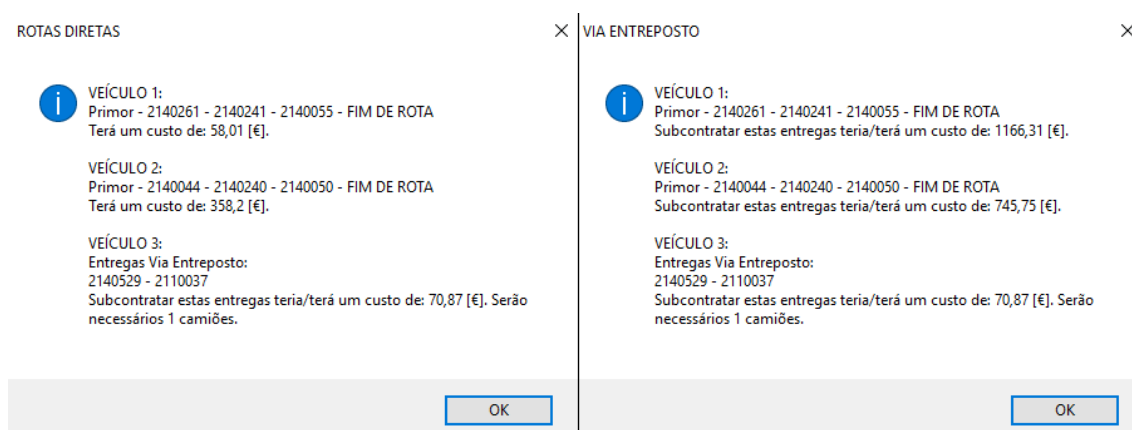 ROTAS DIRETAS
VEÍCULO 1:
Primor - 2140261 - 2140241 - 2140055 - FIM DE ROTA
Terá um custo de: 58,01 [€].
VEÍCULO 2:
Primor - 2140044 - 2140240 - 2140050 - FIM DE ROTA
Terá um custo de: 358,2 [€].
VEÍCULO 3:
Entregas Via Entreposto:
2140529 - 2110037
Subcontratar estas entregas teria/terá um custo de: 70,87 [€]. Serão
necessários 1 camiões.
OK
VIA ENTREPOSTO
VEÍCULO 1:
Primor - 2140261 - 2140241 - 2140055 - FIM DE ROTA
Subcontratar estas entregas teria/terá um custo de: 1166,31 [€].
VEÍCULO 2:
Primor - 2140044 - 2140240 - 2140050 - FIM DE ROTA
Subcontratar estas entregas teria/terá um custo de: 745,75 [€].
VEÍCULO 3:
Entregas Via Entreposto:
2140529 - 2110037
Subcontratar estas entregas teria/terá um custo de: 70,87 [€]. Serão
necessários 1 camiões.
OK